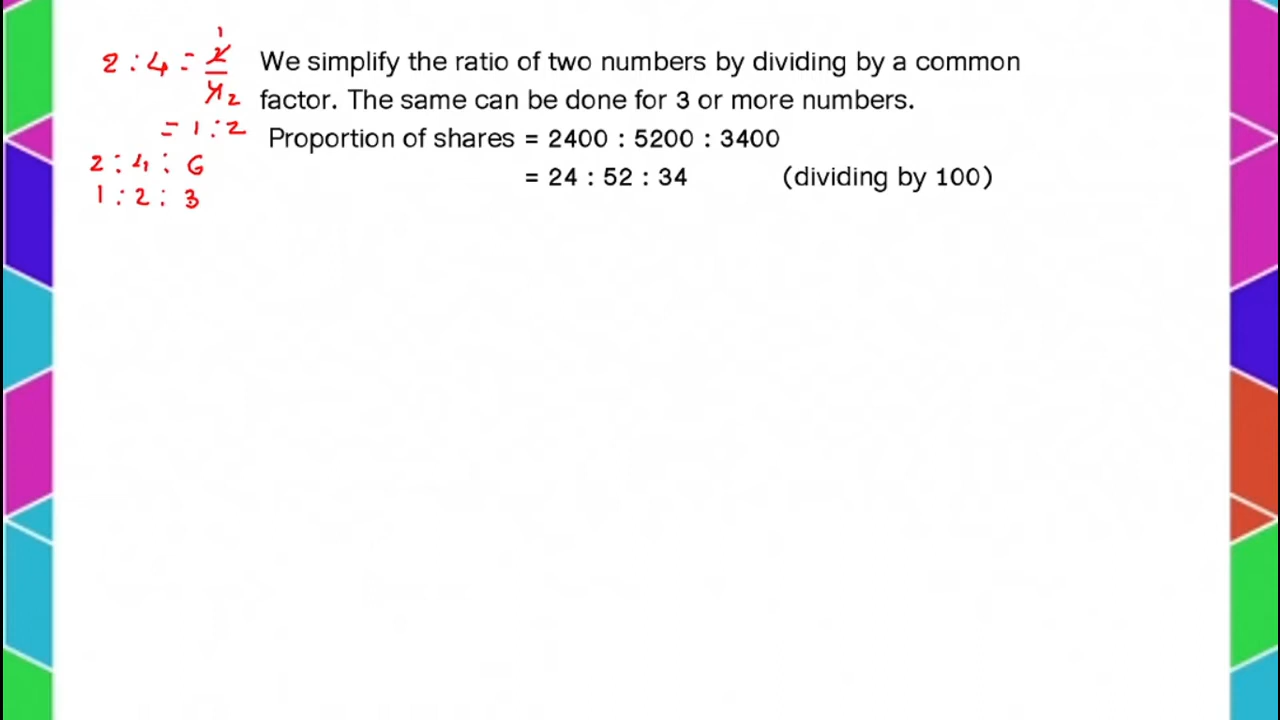 2 : 4 = 2/4 1 2
= 1 : 2
2 : 4 : 6
1 : 2 : 3
We simplify the ratio of two numbers by dividing by a common
factor. The same can be done for 3 or more numbers.
Proportion of shares = 2400 : 5200 : 3400
= 24 : 52 : 34 (dividing by 100)